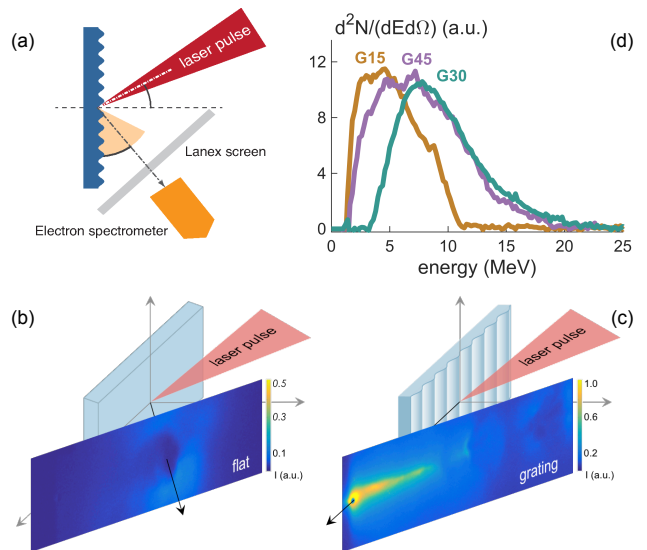 (a)
laser pulse
Lanex screen
Electron spectrometer
d²N/(dEdΩ) (a.u.)
(d)
G15
G45
G30
12
8
4
0
0
5
10
15
20
25
energy (MeV)
(b)
laser pulse
0.5
0.3
0.1
I (a.u.)
flat
(c)
laser pulse
1.0
0.6
0.2
I (a.u.)
grating